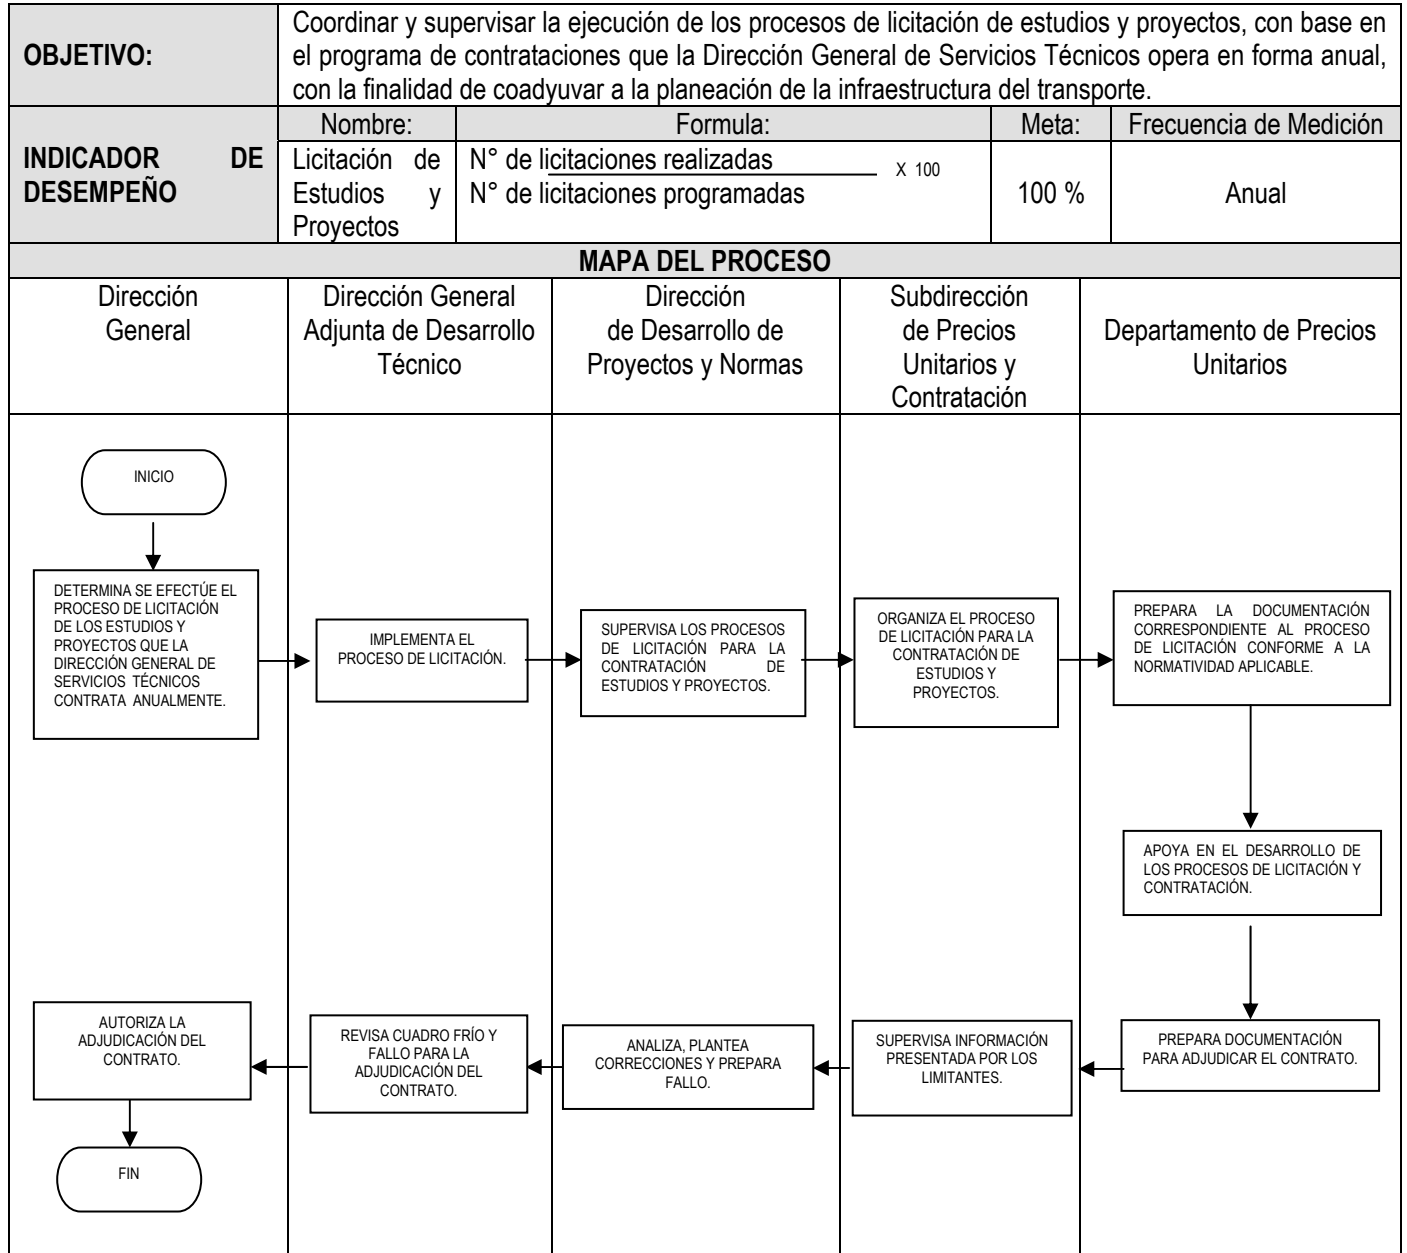 OBJETIVO:
Coordinar y supervisar la ejecución de los procesos de licitación de estudios y proyectos, con base en
el programa de contrataciones que la Dirección General de Servicios Técnicos opera en forma anual,
con la finalidad de coadyuvar a la planeación de la infraestructura del transporte.
INDICADOR DE
DESEMPEÑO
Nombre:
Formula:
Meta:
Frecuencia de Medición
Licitación de
Estudios y
Proyectos
N° de licitaciones realizadas
X 100
N° de licitaciones programadas
100 %
Anual
MAPA DEL PROCESO
Dirección
General
Dirección General
Adjunta de Desarrollo
Técnico
Dirección
de Desarrollo de
Proyectos y Normas
Subdirección
de Precios
Unitarios y
Contratación
Departamento de Precios
Unitarios
INICIO
DETERMINA SE EFECTÚE EL
PROCESO DE LICITACIÓN
DE LOS ESTUDIOS Y
PROYECTOS QUE LA
DIRECCIÓN GENERAL DE
SERVICIOS TÉCNICOS
CONTRATA ANUALMENTE.
IMPLEMENTA EL
PROCESO DE LICITACIÓN.
SUPERVISA LOS PROCESOS
DE LICITACIÓN PARA LA
CONTRATACIÓN DE
ESTUDIOS Y PROYECTOS.
ORGANIZA EL PROCESO
DE LICITACIÓN PARA LA
CONTRATACIÓN DE
ESTUDIOS Y
PROYECTOS.
PREPARA LA DOCUMENTACIÓN
CORRESPONDIENTE AL PROCESO
DE LICITACIÓN CONFORME A LA
NORMATIVIDAD APLICABLE.
APOYA EN EL DESARROLLO DE
LOS PROCESOS DE LICITACIÓN Y
CONTRATACIÓN.
PREPARA DOCUMENTACIÓN
PARA ADJUDICAR EL CONTRATO.
SUPERVISA INFORMACIÓN
PRESENTADA POR LOS
LIMITANTES.
ANALIZA, PLANTEA
CORRECCIONES Y PREPARA
FALLO.
REVISA CUADRO FRÍO Y
FALLO PARA LA
ADJUDICACIÓN DEL
CONTRATO.
AUTORIZA LA
ADJUDICACIÓN DEL
CONTRATO.
FIN